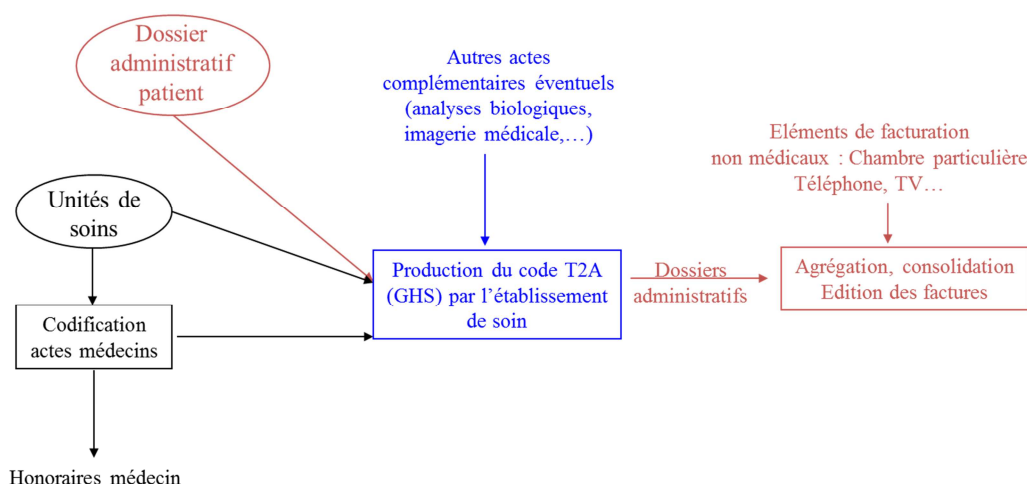 Dossier
administratif
patient
Autres actes
complémentaires éventuels
(analyses biologiques,
imagerie médicale,…)
Eléments de facturation
non médicaux : Chambre particulière
Téléphone, TV…
Unités de
soins
Production du code T2A
(GHS) par l’établissement
de soin
Dossiers
administratifs
Agrégation, consolidation
Edition des factures
Codification
actes médecins
Honoraires médecin